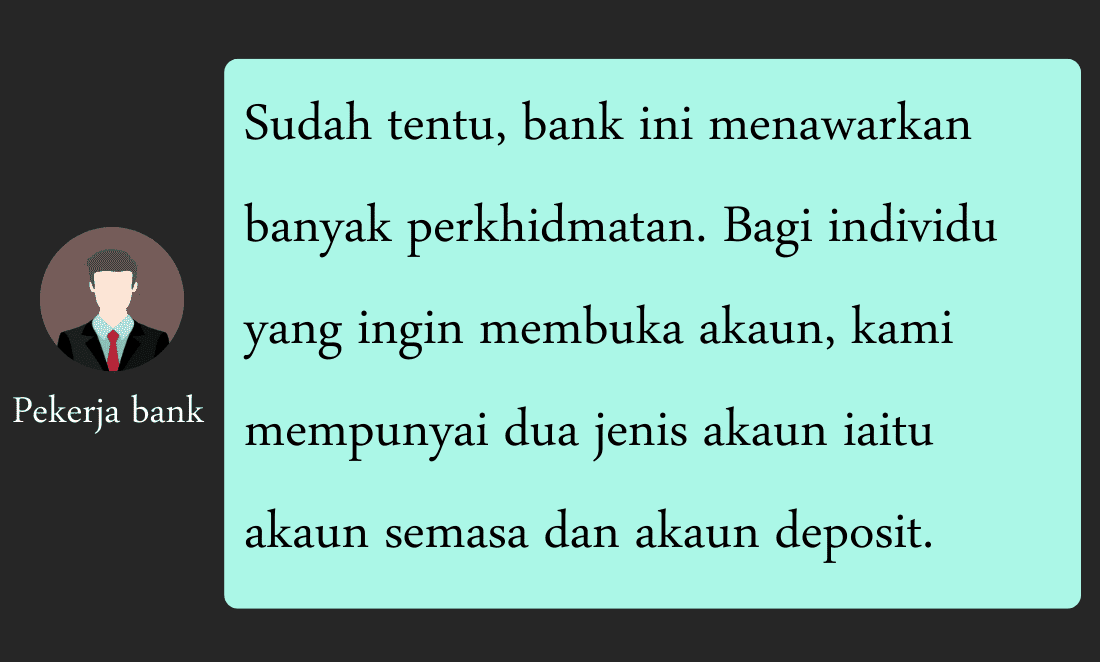 Sudah tentu, bank ini menawarkan
banyak perkhidmatan. Bagi individu
yang ingin membuka akaun, kami
mempunyai dua jenis akaun iaitu
akaun semasa dan akaun deposit.
Pekerja bank